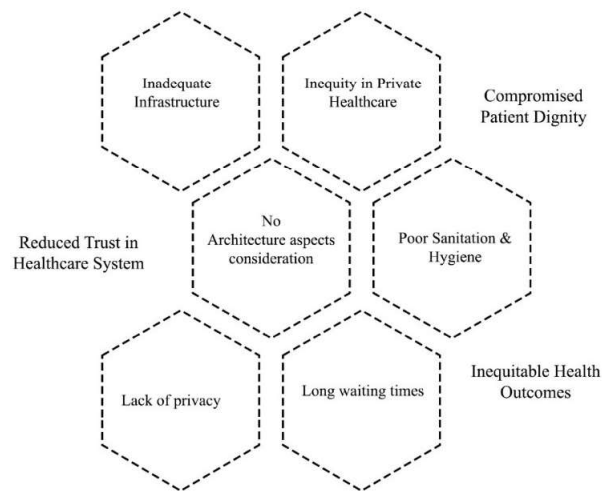 Inadequate
Infrastructure
Inequity in Private
Healthcare
Compromised
Patient Dignity
Reduced Trust in
Healthcare System
No
Architecture aspects
consideration
Poor Sanitation &
Hygiene
Lack of privacy
Long waiting times
Inequitable Health
Outcomes